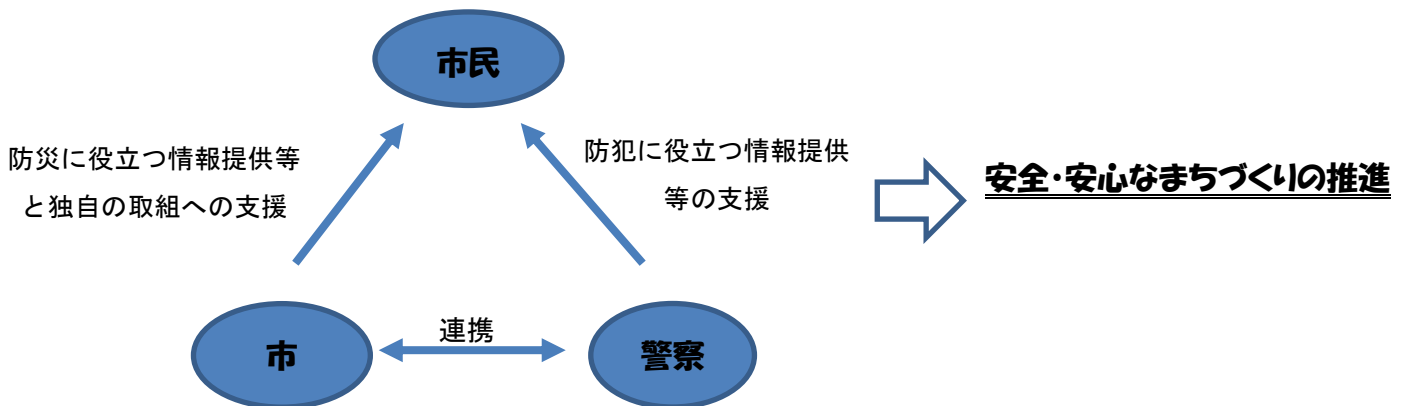 市民
防災に役立つ情報提供等
と独自の取組への支援
防犯に役立つ情報提供
等の支援
安全・安心なまちづくりの推進
連携
市
警察